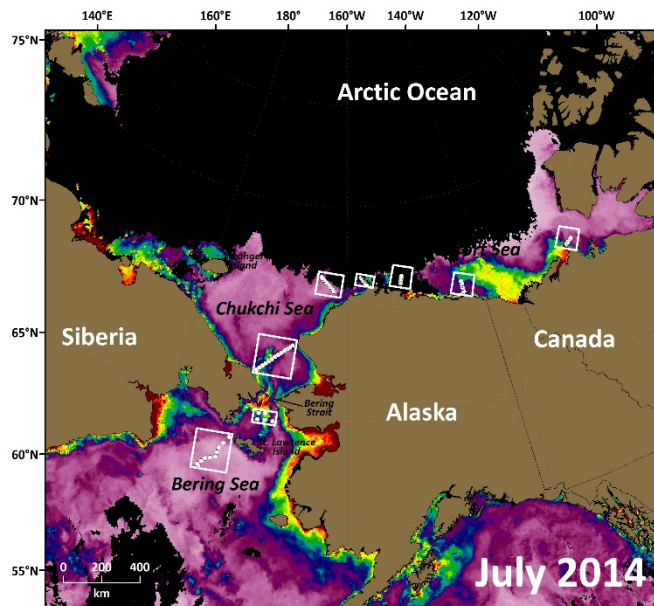 140°E 160°E 180° 160°W 140°W 120°W 100°W
75°N
Arctic Ocean
70°N
Island
Sea
Chukchi Sea
65°N
Siberia
Canada
Bering
Strait
Alaska
Lawrence
Island
60°N
Bering Sea
0 200 400
km
55°N
July 2014